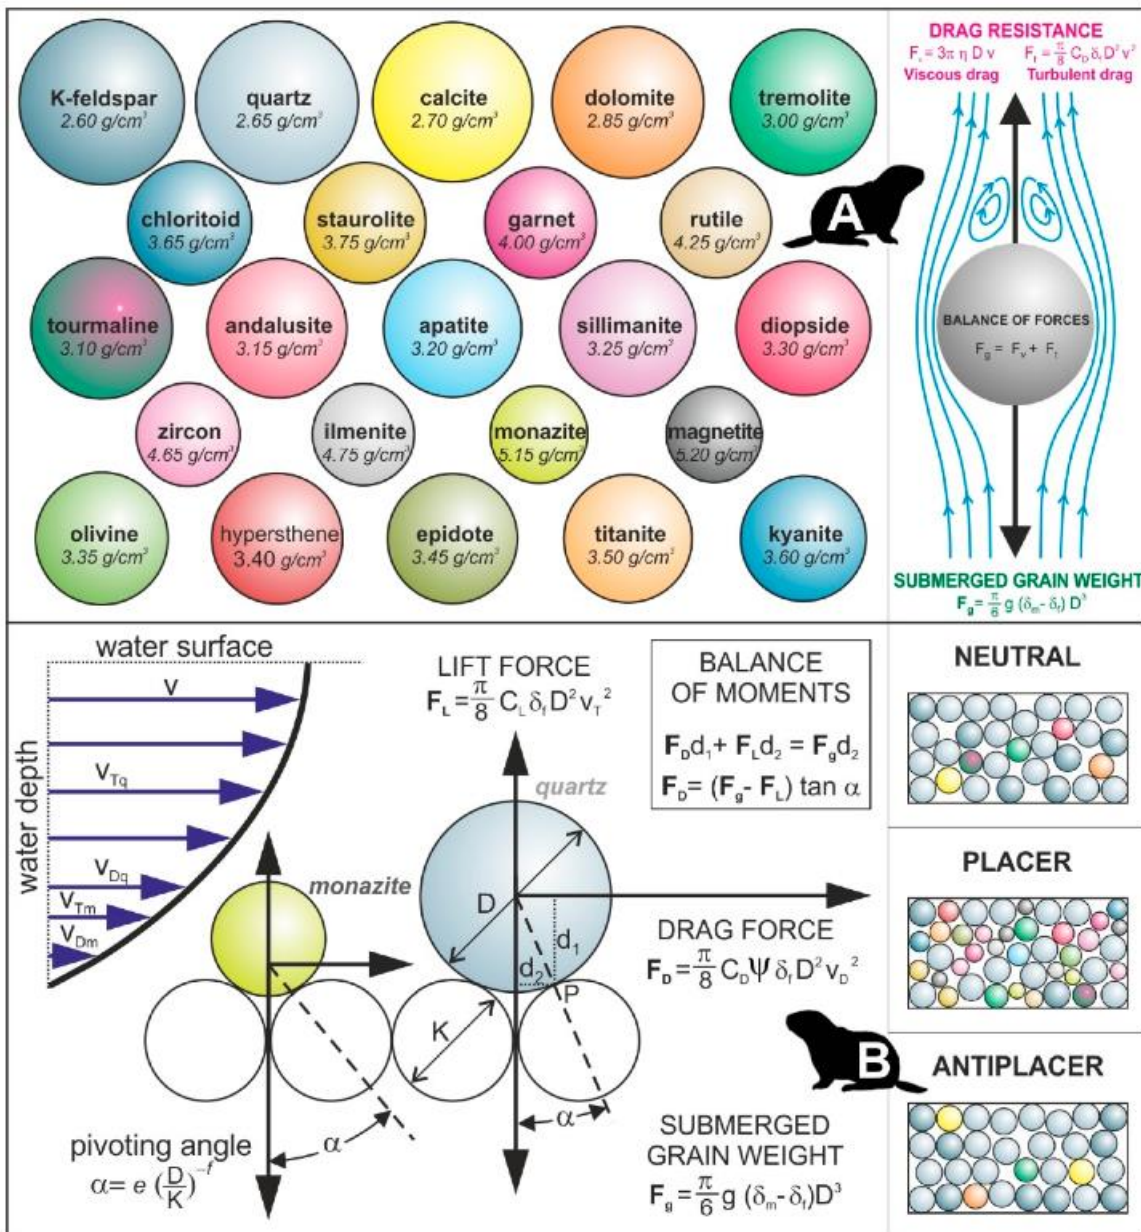 K-feldspar
2.60 g/cm³
quartz
2.65 g/cm³
calcite
2.70 g/cm³
dolomite
2.85 g/cm³
tremolite
3.00 g/cm³
chloritoid
3.65 g/cm³
staurolite
3.75 g/cm³
garnet
4.00 g/cm³
rutile
4.25 g/cm³
A
tourmaline
3.10 g/cm³
andalusite
3.15 g/cm³
apatite
3.20 g/cm³
sillimanite
3.25 g/cm³
diopside
3.30 g/cm³
zircon
4.65 g/cm³
ilmenite
4.75 g/cm³
monazite
5.15 g/cm³
magnetite
5.20 g/cm³
olivine
3.35 g/cm³
hypersthene
3.40 g/cm³
epidote
3.45 g/cm³
titanite
3.50 g/cm³
kyanite
3.60 g/cm³
DRAG RESISTANCE
F = 3π η D v
Viscous drag
Fₜ = π/8 C_D δ_f D² v²
Turbulent drag
BALANCE OF FORCES
F_g = F_v + F_t
SUBMERGED GRAIN WEIGHT
F_g = π/6 g (δ_m - δ_f) D³
water surface
water depth
v
v_Tq
v_Dq
v_Tm
v_Dm
LIFT FORCE
F_L = π/8 C_L δ_f D² v_T²
BALANCE
OF MOMENTS
F_D d₁ + F_L d₂ = F_g d₂
F_D = (F_g - F_L) tan α
quartz
monazite
D
d₁
d₂
P
K
α
α
DRAG FORCE
F_D = π/8 C_D Ψ δ_f D² v_D²
pivoting angle
α = e (D/K)^-f
SUBMERGED
GRAIN WEIGHT
F_g = π/6 g (δ_m - δ_f) D³
B
NEUTRAL
PLACER
ANTIPLACER